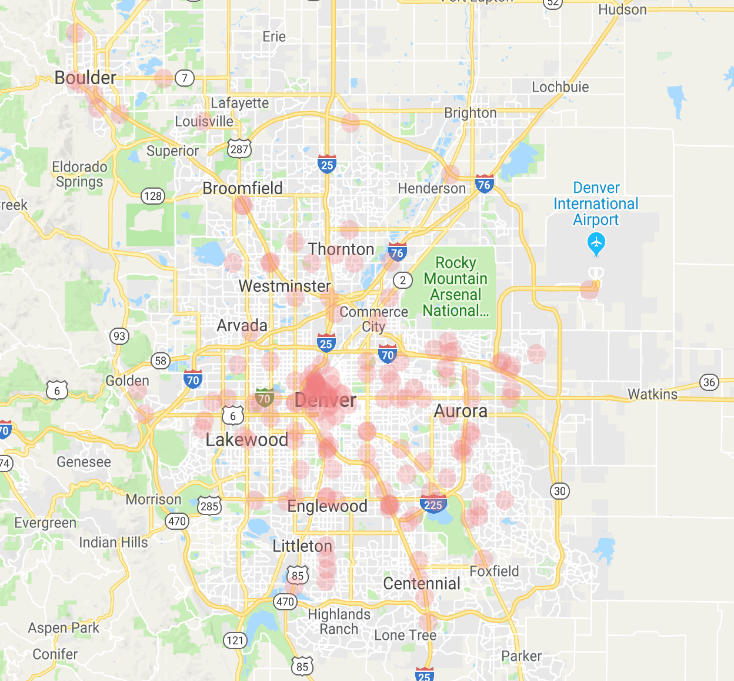 Fort Lupton
52
Hudson
Erie
Boulder
7
Lochbuie
Lafayette
Brighton
Louisville
287
Superior
25
Eldorado
Springs
76
128
Broomfield
Henderson
Denver
International
Airport
reek
Thornton
76
Rocky
Mountain
Arsenal
National...
2
Westminster
Commerce
City
Arvada
93
25
58
70
Golden
70
6
70
36
Watkins
Denver
6
Aurora
70
Lakewood
74
Genesee
30
Morrison
285
Englewood
225
470
Evergreen
Indian Hills
Littleton
85
Centennial
Foxfield
470
Highlands
Ranch
Aspen Park
Lone Tree
121
Conifer
85
Parker
25